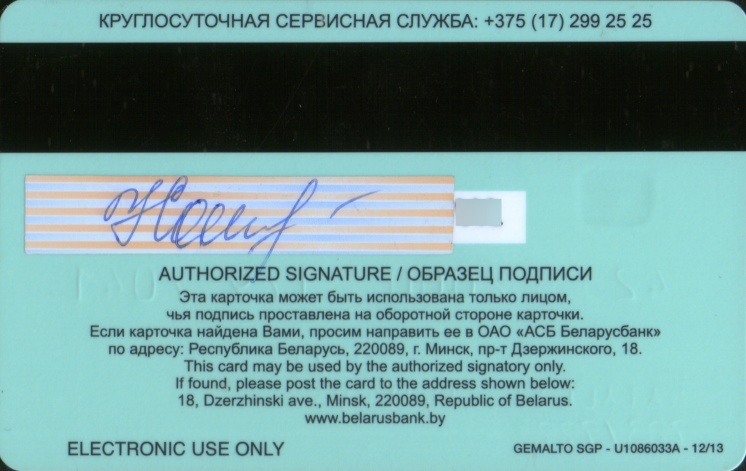 КРУГЛОСУТОЧНАЯ СЕРВИСНАЯ СЛУЖБА: +375 (17) 299 25 25
AUTHORIZED SIGNATURE / ОБРАЗЕЦ ПОДПИСИ
Эта карточка может быть использована только лицом,
чья подпись проставлена на оборотной стороне карточки.
Если карточка найдена Вами, просим направить ее в ОАО «АСБ Беларусбанк»
по адресу: Республика Беларусь, 220089, г. Минск, пр-т Дзержинского, 18.
This card may be used by the authorized signatory only.
If found, please post the card to the address shown below:
18, Dzerzhinski ave., Minsk, 220089, Republic of Belarus.
www.belarusbank.by
ELECTRONIC USE ONLY
GEMALTO SGP - U1086033A - 12/13